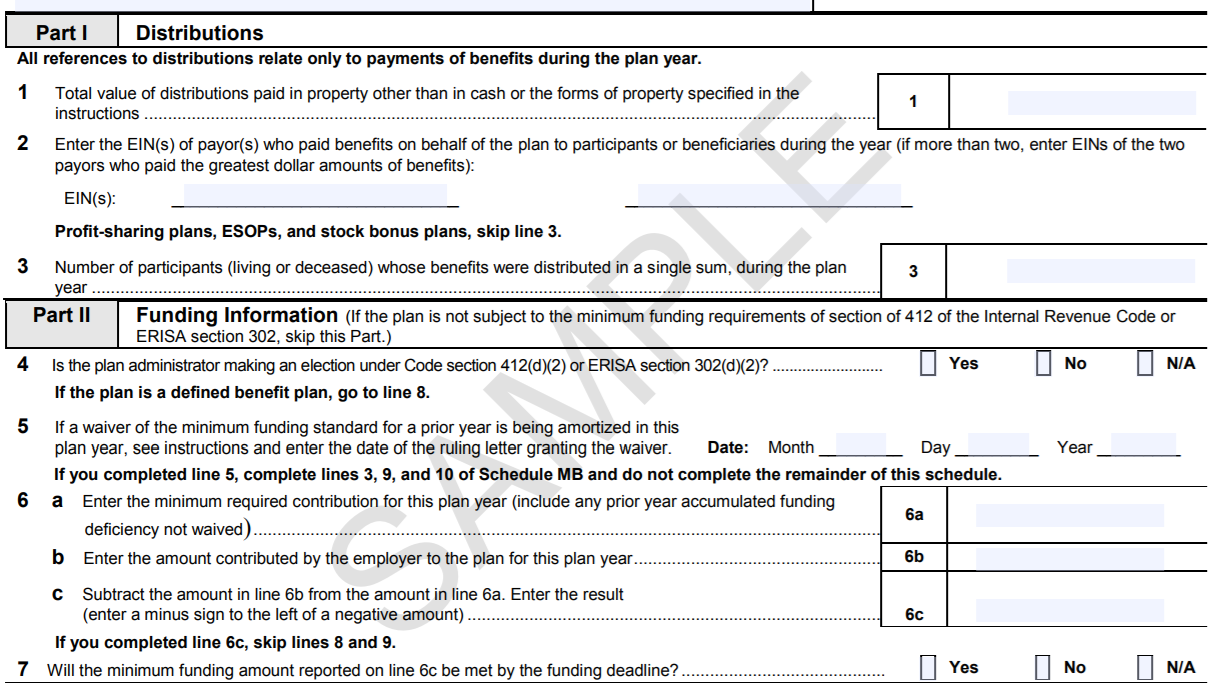 Part I Distributions
All references to distributions relate only to payments of benefits during the plan year.
1 Total value of distributions paid in property other than in cash or the forms of property specified in the
instructions ................................................................................................................................ 1
2 Enter the EIN(s) of payor(s) who paid benefits on behalf of the plan to participants or beneficiaries during the year (if more than two, enter EINs of the two
payors who paid the greatest dollar amounts of benefits):
EIN(s): _______________________________ _______________________________
Profit-sharing plans, ESOPs, and stock bonus plans, skip line 3.
3 Number of participants (living or deceased) whose benefits were distributed in a single sum, during the plan
year ................................................................................................................................ 3
Part II Funding Information (If the plan is not subject to the minimum funding requirements of section of 412 of the Internal Revenue Code or
ERISA section 302, skip this Part.)
4 Is the plan administrator making an election under Code section 412(d)(2) or ERISA section 302(d)(2)? .......................... Yes No N/A
If the plan is a defined benefit plan, go to line 8.
5 If a waiver of the minimum funding standard for a prior year is being amortized in this
plan year, see instructions and enter the date of the ruling letter granting the waiver. Date: Month _________ Day _________ Year _________
If you completed line 5, complete lines 3, 9, and 10 of Schedule MB and do not complete the remainder of this schedule.
6 a Enter the minimum required contribution for this plan year (include any prior year accumulated funding
deficiency not waived) ................................................................................................ 6a
b Enter the amount contributed by the employer to the plan for this plan year ............................................ 6b
c Subtract the amount in line 6b from the amount in line 6a. Enter the result
(enter a minus sign to the left of a negative amount) ........................................................................ 6c
If you completed line 6c, skip lines 8 and 9.
7 Will the minimum funding amount reported on line 6c be met by the funding deadline? .......................................... Yes No N/A
SAMPLE